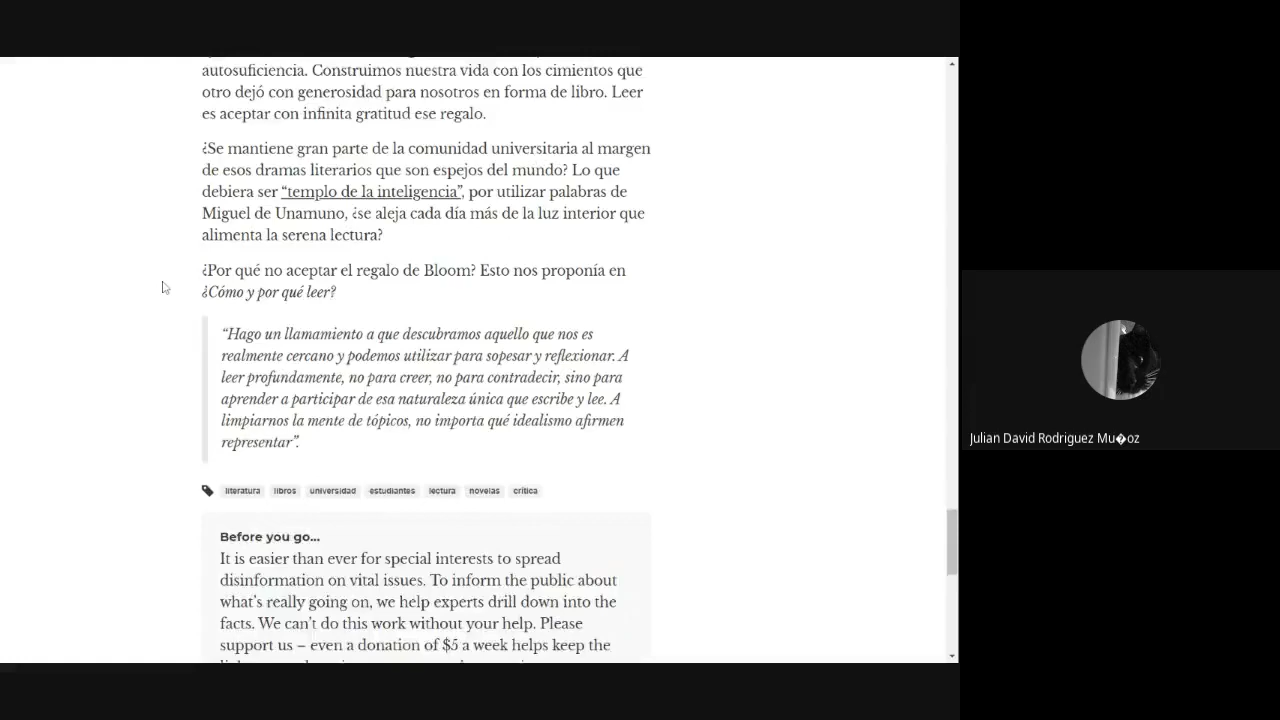 autosuficiencia. Construimos nuestra vida con los cimientos que
otro dejó con generosidad para nosotros en forma de libro. Leer
es aceptar con infinita gratitud ese regalo.
¿Se mantiene gran parte de la comunidad universitaria al margen
de esos dramas literarios que son espejos del mundo? Lo que
debiera ser “templo de la inteligencia”, por utilizar palabras de
Miguel de Unamuno, ¿se aleja cada día más de la luz interior que
alimenta la serena lectura?
¿Por qué no aceptar el regalo de Bloom? Esto nos proponía en
¿Cómo y por qué leer?
“Hago un llamamiento a que descubramos aquello que nos es
realmente cercano y podemos utilizar para sopesar y reflexionar. A
leer profundamente, no para creer, no para contradecir, sino para
aprender a participar de esa naturaleza única que escribe y lee. A
limpiarnos la mente de tópicos, no importa qué idealismo afirmen
representar”.
literatura libros universidad estudiantes lectura novelas crítica
Before you go...
It is easier than ever for special interests to spread
disinformation on vital issues. To inform the public about
what’s really going on, we help experts drill down into the
facts. We can’t do this work without your help. Please
support us – even a donation of $5 a week helps keep the
Julian David Rodriguez Mu�oz